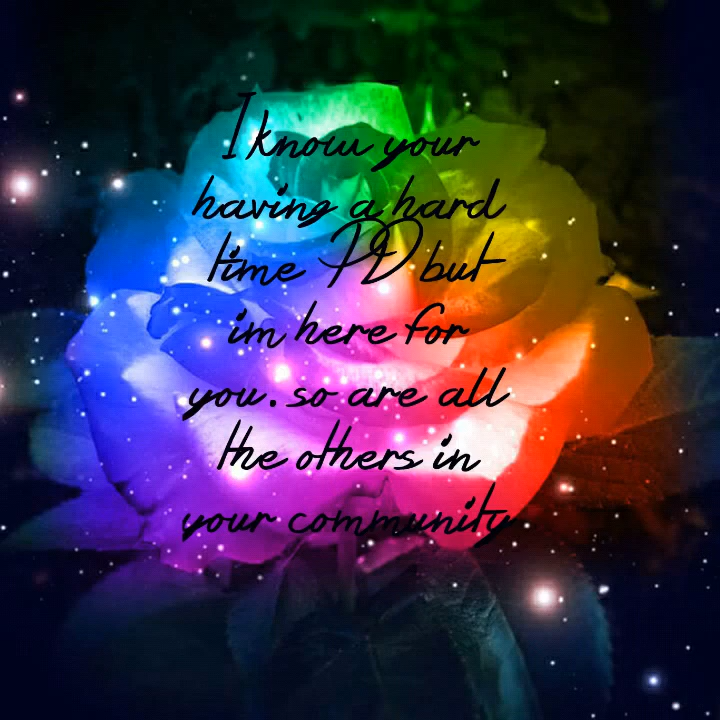 I know your
having a hard
time PD but
im here for
you. so are all
the others in
your community